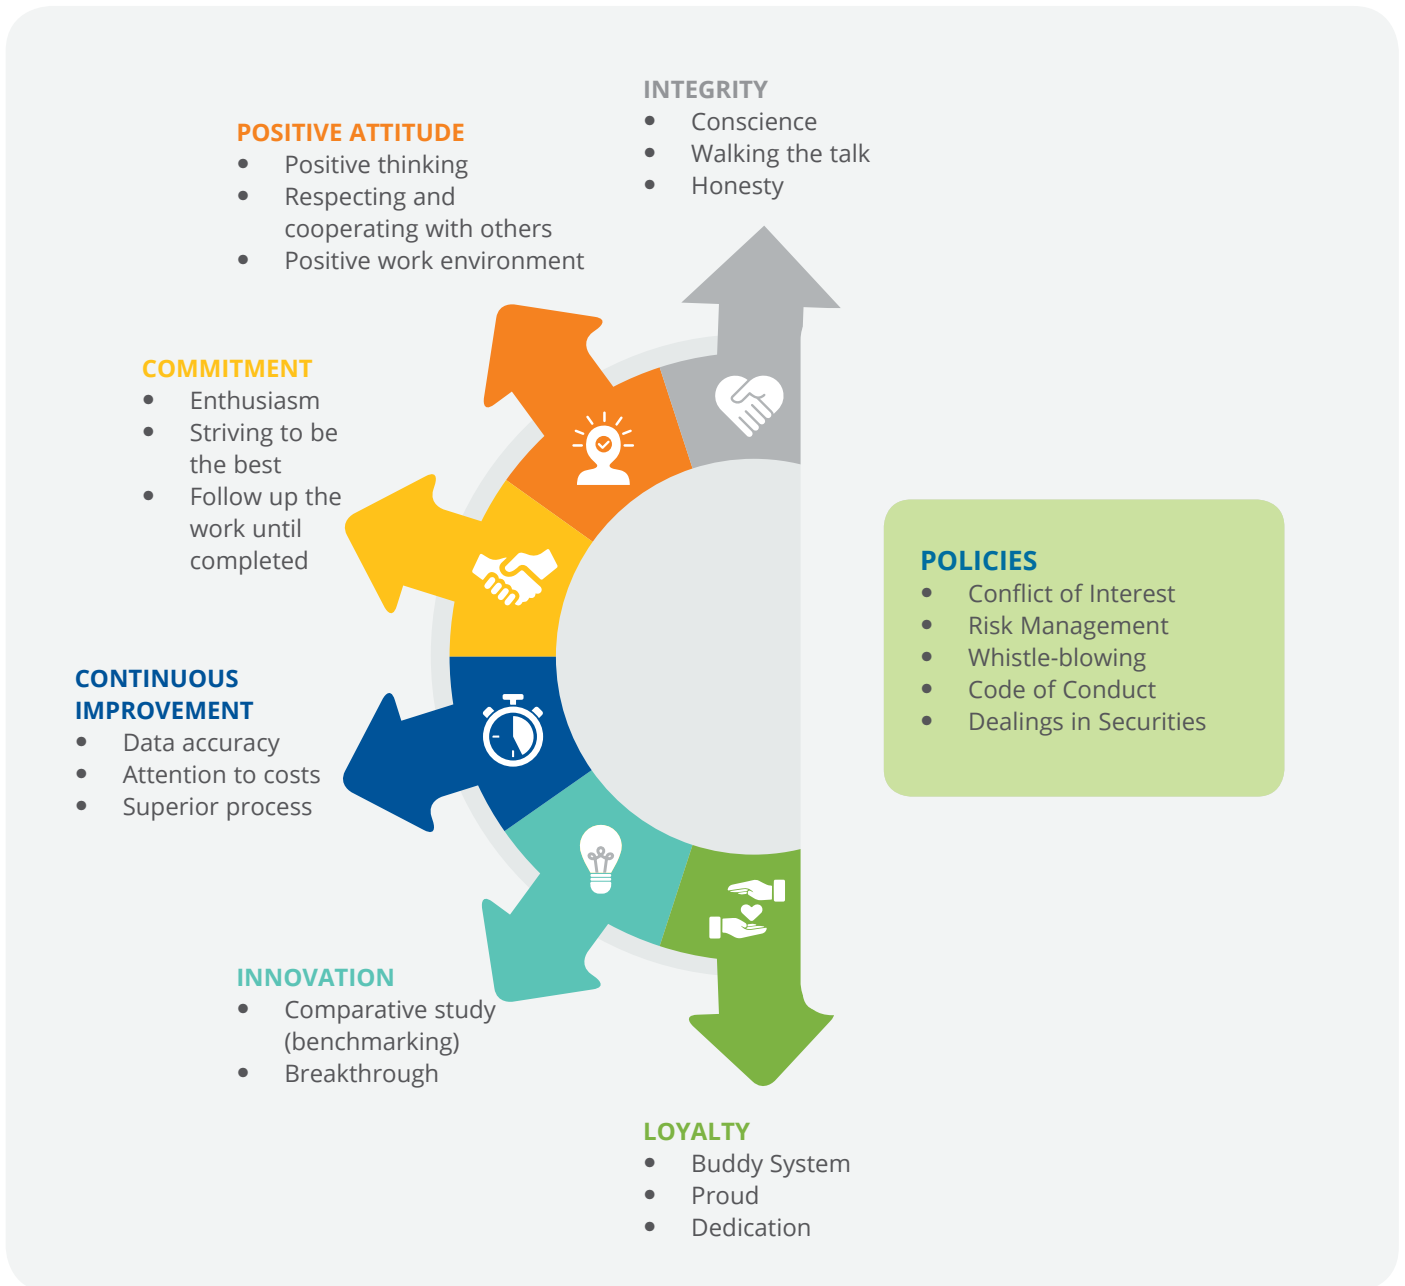 INTEGRITY
• Conscience
• Walking the talk
• Honesty
POSITIVE ATTITUDE
• Positive thinking
• Respecting and
cooperating with others
• Positive work environment
COMMITMENT
• Enthusiasm
• Striving to be
the best
• Follow up the
work until
completed
CONTINUOUS
IMPROVEMENT
• Data accuracy
• Attention to costs
• Superior process
INNOVATION
• Comparative study
(benchmarking)
• Breakthrough
LOYALTY
• Buddy System
• Proud
• Dedication
POLICIES
• Conflict of Interest
• Risk Management
• Whistle-blowing
• Code of Conduct
• Dealings in Securities